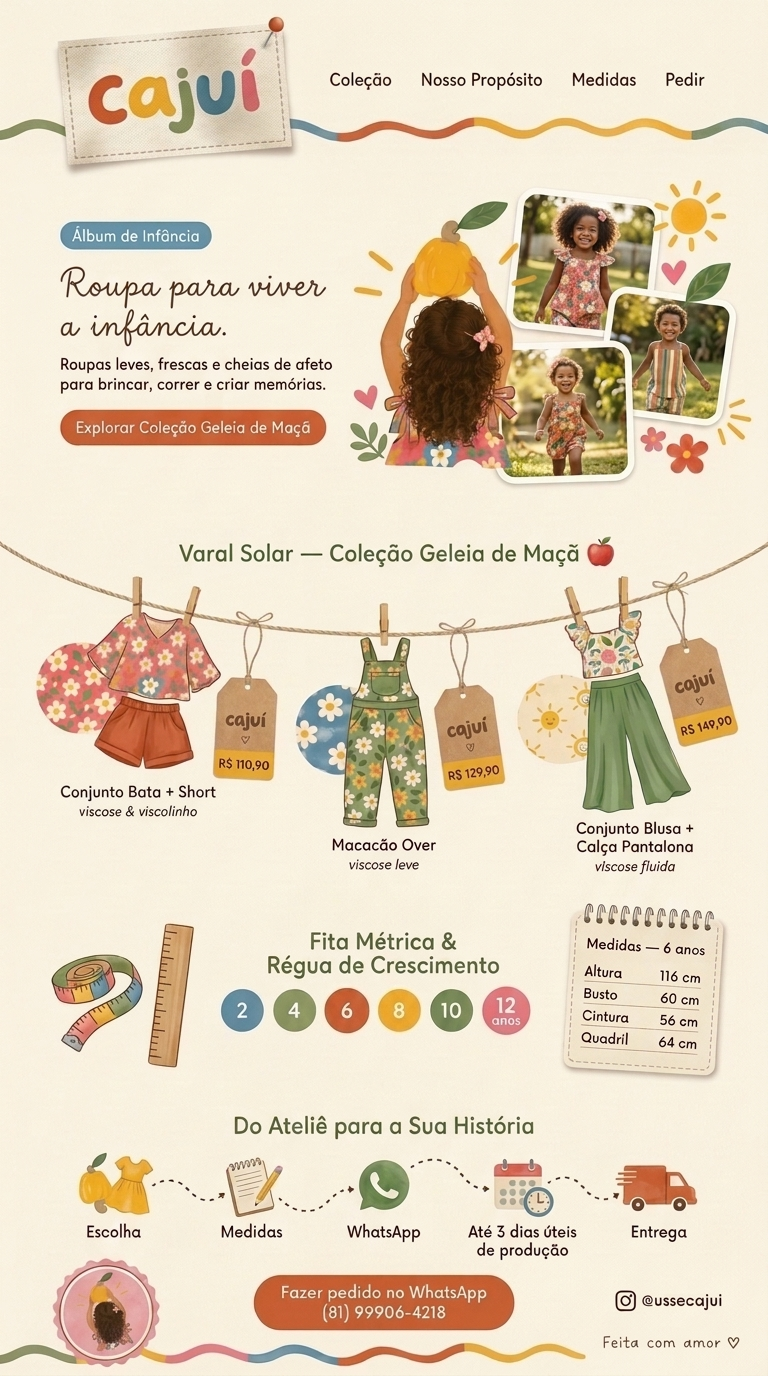 cajuí
Coleção Nosso Propósito Medidas Pedir
Álbum de Infância
Roupa para viver
a infância.
Roupas leves, frescas e cheias de afeto
para brincar, correr e criar memórias.
Explorar Coleção Geleia de Maçã
Varal Solar — Coleção Geleia de Maçã
cajuí
R$ 110,90
Conjunto Bata + Short
viscose & viscolinho
cajuí
R$ 129,90
Macacão Over
viscose leve
cajuí
R$ 149,90
Conjunto Blusa +
Calça Pantalona
vIscose fluida
Fita Métrica &
Régua de Crescimento
2 4 6 8 10 12
anos
Medidas — 6 anos
Altura 116 cm
Busto 60 cm
Cintura 56 cm
Quadril 64 cm
Do Ateliê para a Sua História
Escolha
Medidas
WhatsApp
Até 3 dias úteis
de produção
Entrega
Fazer pedido no WhatsApp
(81) 99906-4218
@ussecajui
Feita com amor ♡